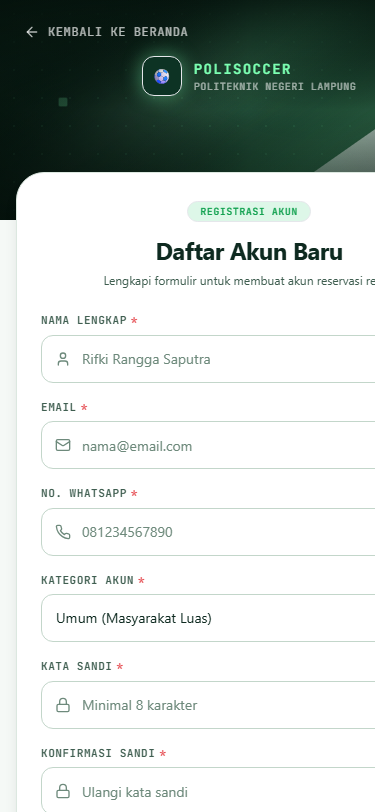 ← KEMBALI KE BERANDA
POLISOCCER
POLITEKNIK NEGERI LAMPUNG
REGISTRASI AKUN
Daftar Akun Baru
Lengkapi formulir untuk membuat akun reservasi re
NAMA LENGKAP *
Rifki Rangga Saputra
EMAIL *
nama@email.com
NO. WHATSAPP *
081234567890
KATEGORI AKUN *
Umum (Masyarakat Luas)
KATA SANDI *
Minimal 8 karakter
KONFIRMASI SANDI *
Ulangi kata sandi